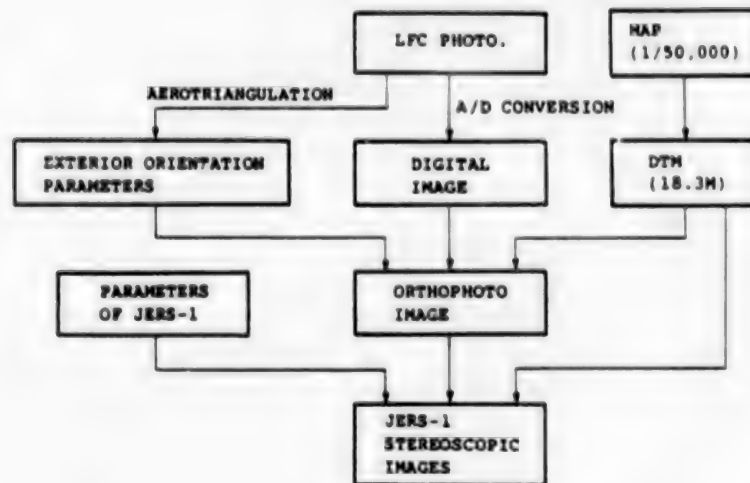 LFC PHOTO.
MAP
(1/50,000)
AEROTRIANGULATION
A/D CONVERSION
EXTERIOR ORIENTATION
PARAMETERS
DIGITAL
IMAGE
DTM
(18.3M)
PARAMETERS
OF JERS-1
ORTHOPHOTO
IMAGE
JERS-1
STEREOSCOPIC
IMAGES